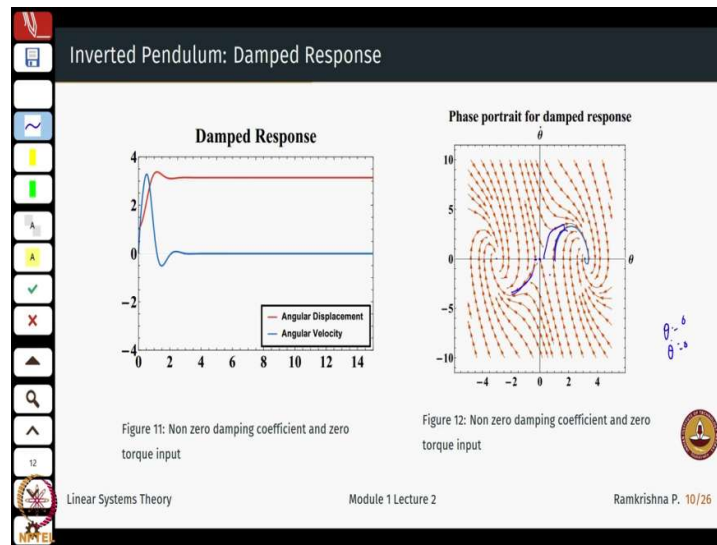 Inverted Pendulum: Damped Response
Damped Response
4
2
0
−2
−4
0 2 4 6 8 10 12 14
Angular Displacement
Angular Velocity
Figure 11: Non zero damping coefficient and zero
torque input
Phase portrait for damped response
θ̇
10
5
0
−5
−10
−4 −2 0 2 4
θ
Figure 12: Non zero damping coefficient and zero
torque input
A
A
12
Linear Systems Theory
Module 1 Lecture 2
Ramkrishna P. 10/26
NPTEL